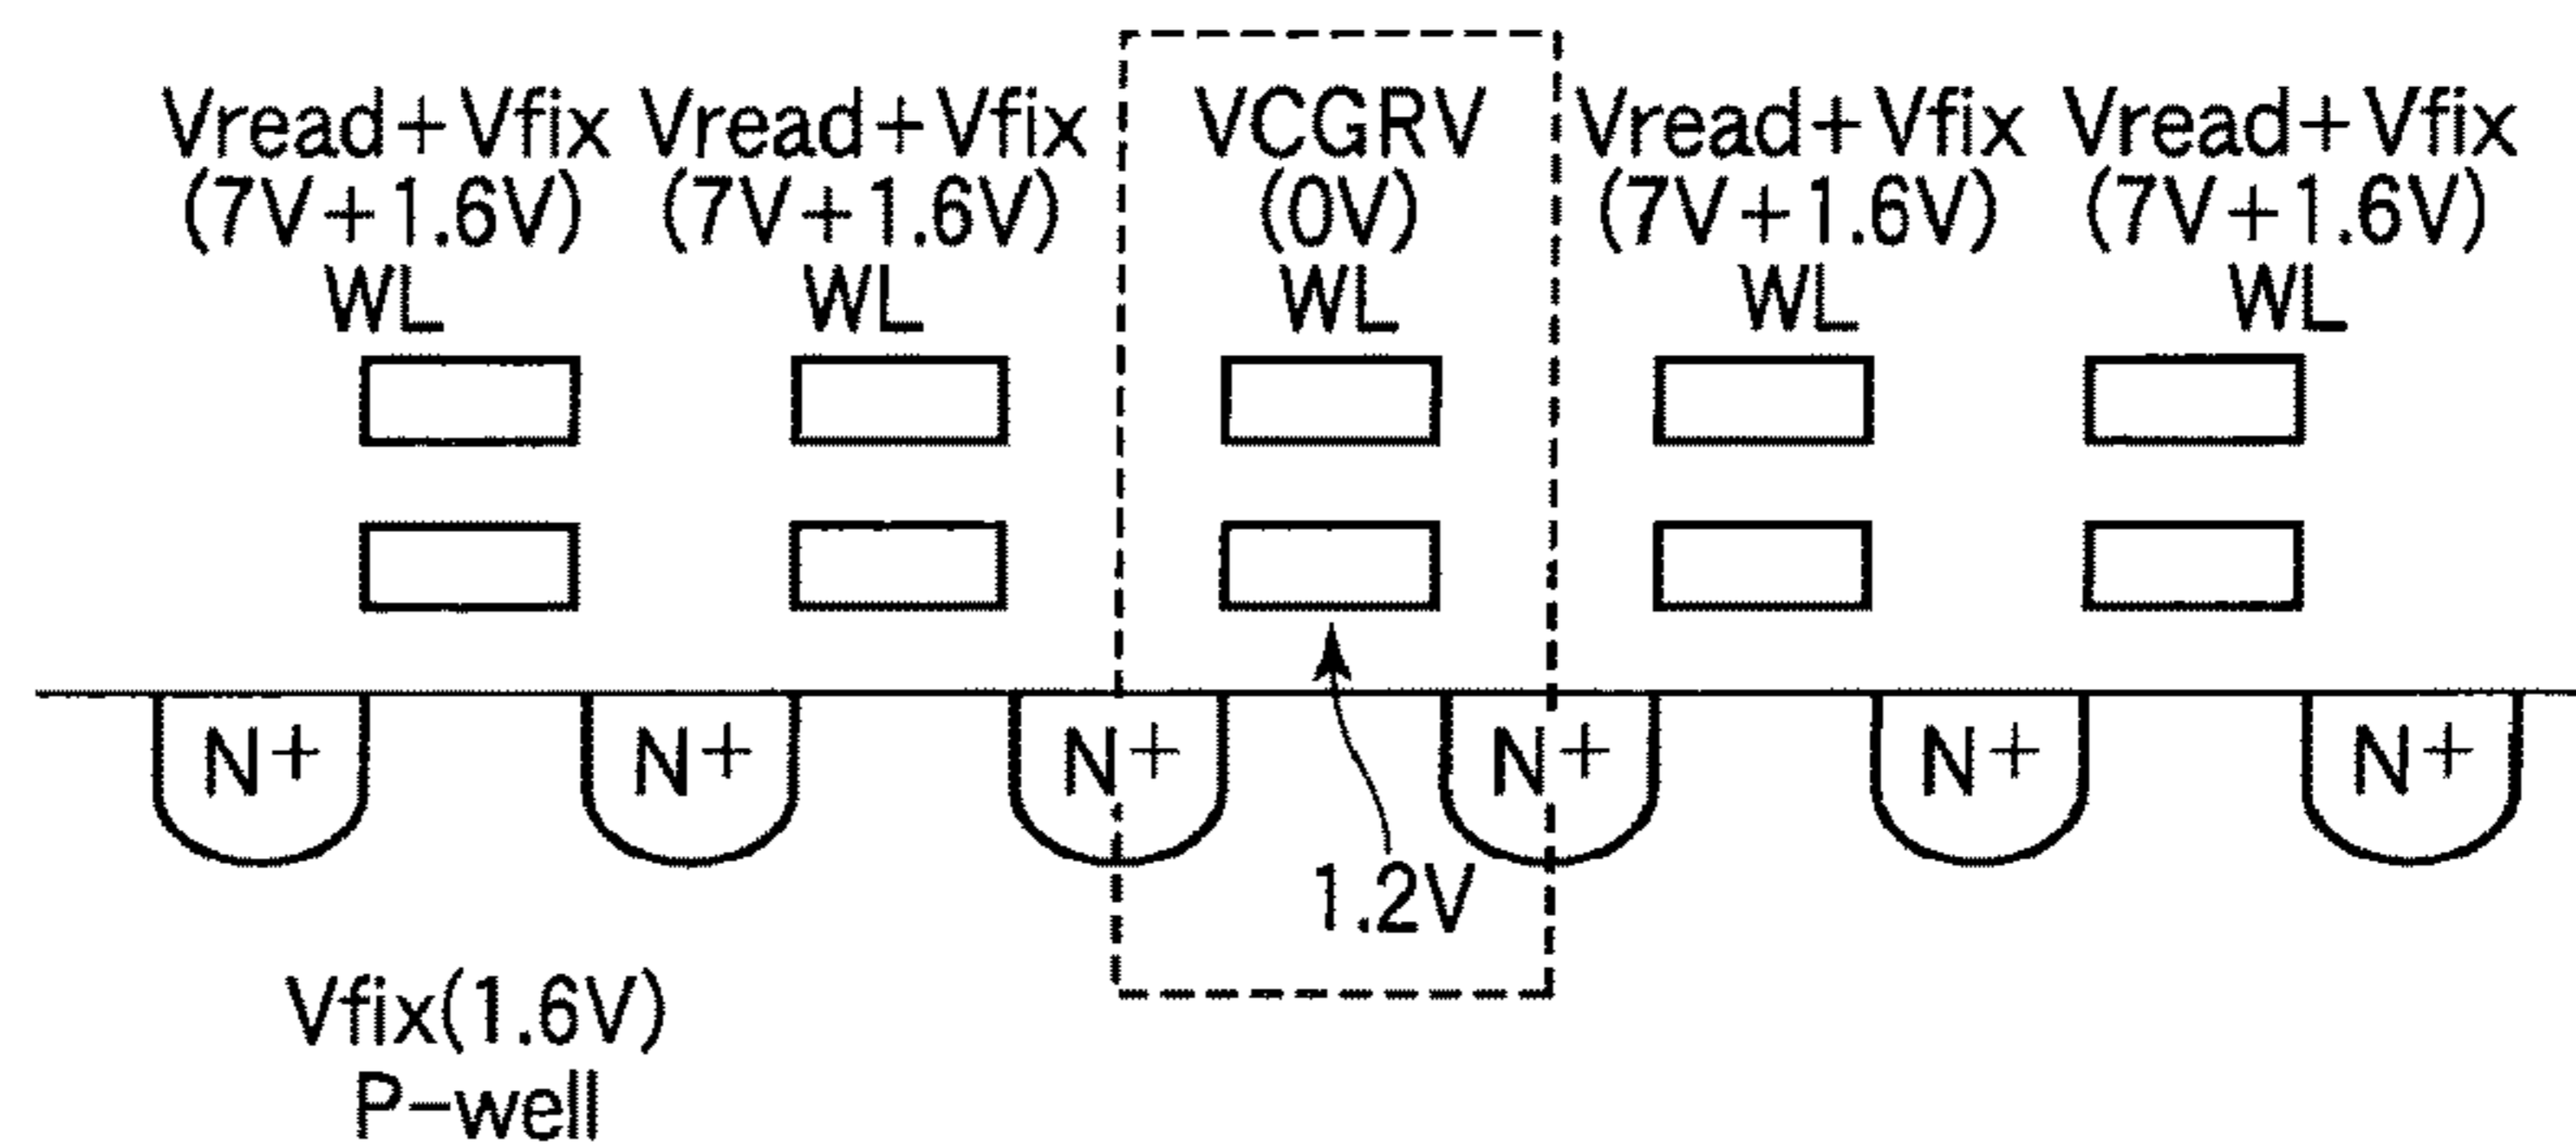 Vread+Vfix Vread+Vfix VCGRV Vread+Vfix Vread+Vfix
(7V+1.6V) (7V+1.6V) (0V) (7V+1.6V) (7V+1.6V)
WL WL WL WL WL
N+ N+ N+ N+ N+ N+
1.2V
Vfix(1.6V)
P-well